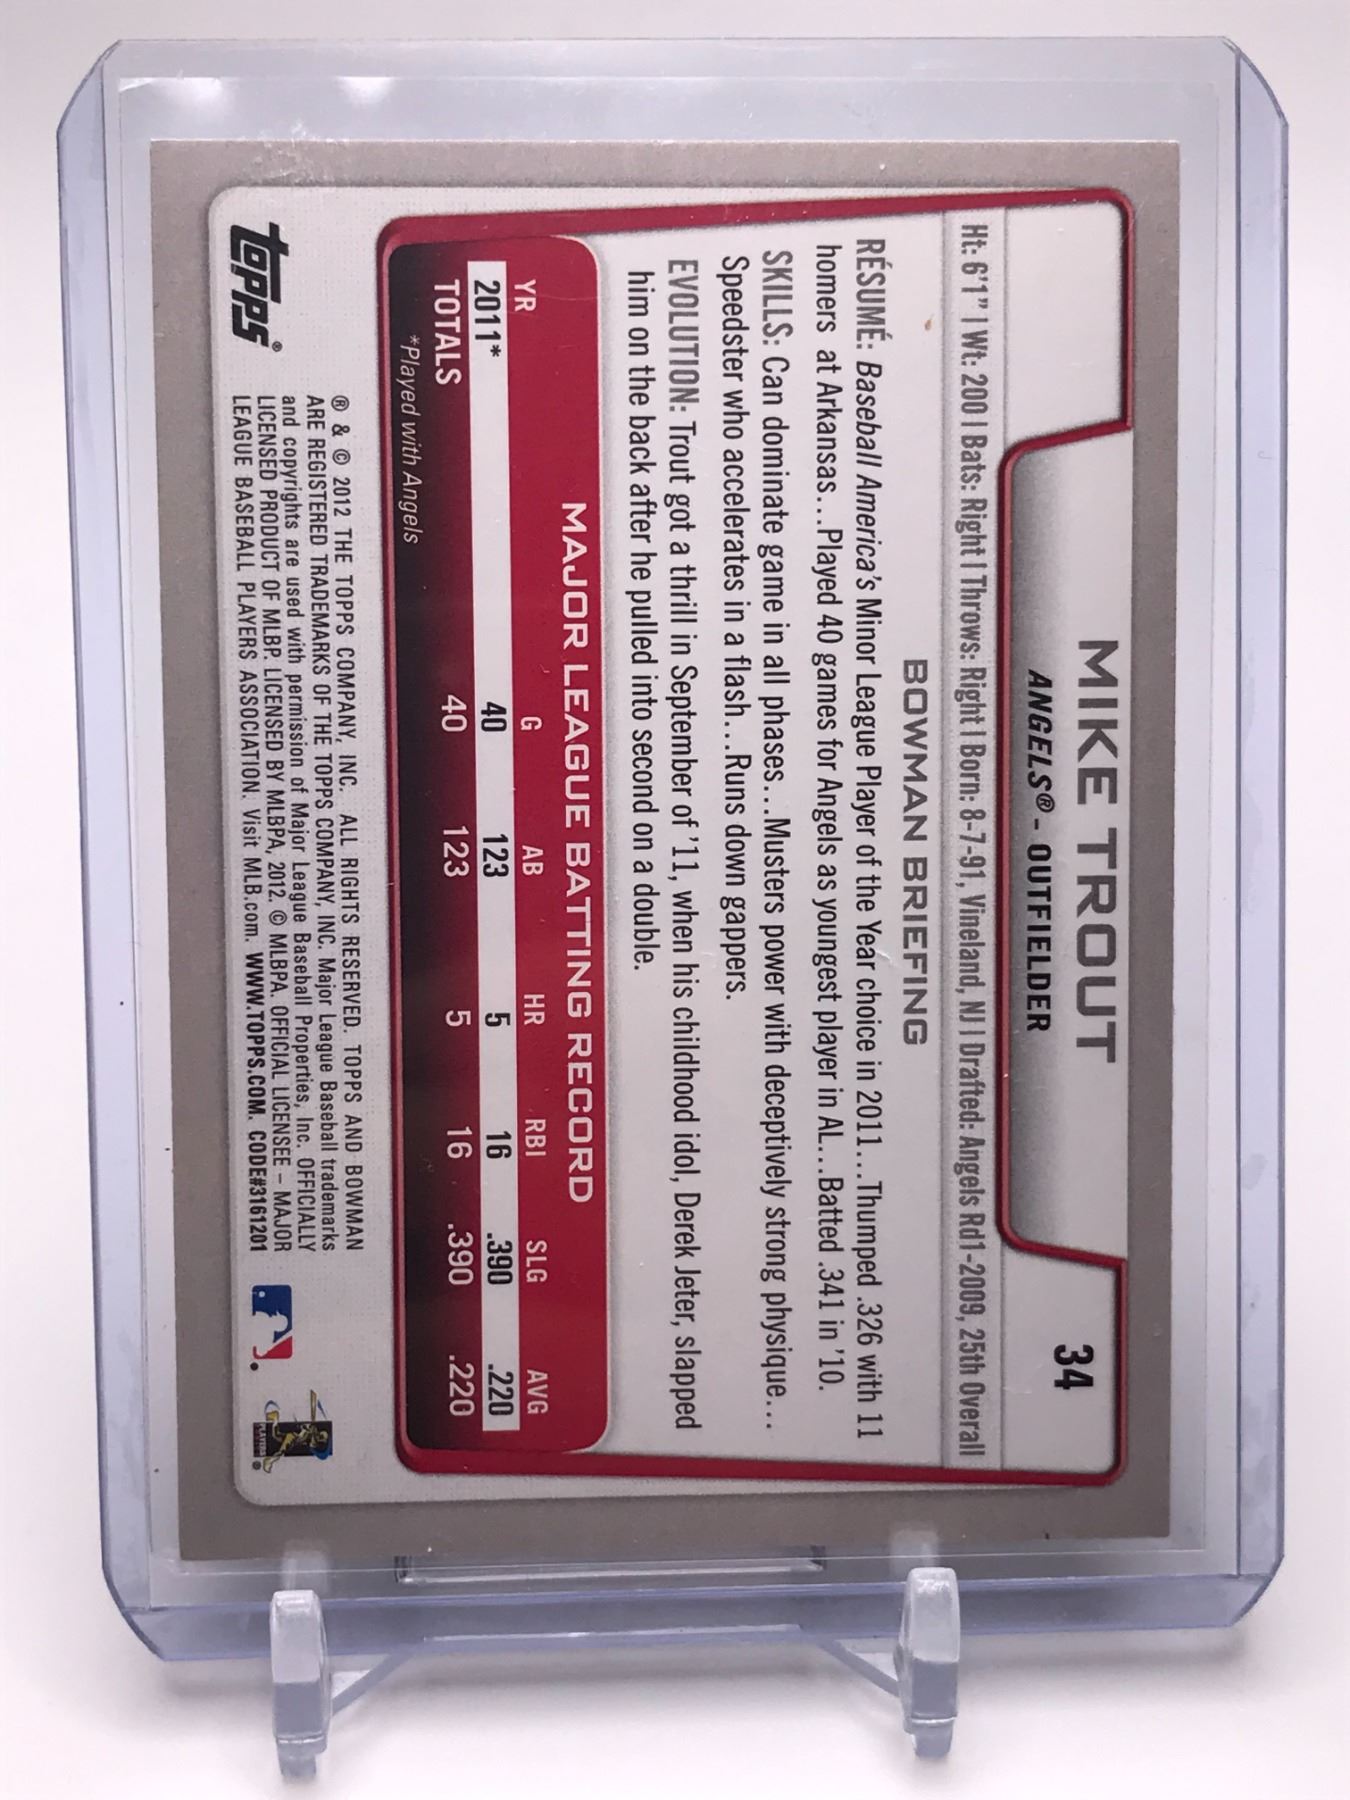 MIKE TROUT
34
ANGELS® - OUTFIELDER
Ht: 6'1" | Wt: 200 | Bats: Right | Throws: Right | Born: 8-7-91, Vineland, NJ | Drafted: Angels Rd1-2009, 25th Overall
BOWMAN BRIEFING
RÉSUMÉ: Baseball America's Minor League Player of the Year choice in 2011...Thumped .326 with 11
homers at Arkansas...Played 40 games for Angels as youngest player in AL...Batted .341 in '10.
SKILLS: Can dominate game in all phases...Musters power with deceptively strong physique...
Speedster who accelerates in a flash...Runs down gappers.
EVOLUTION: Trout got a thrill in September of '11, when his childhood idol, Derek Jeter, slapped
him on the back after he pulled into second on a double.
MAJOR LEAGUE BATTING RECORD
YR G AB HR RBI SLG AVG
2011* 40 123 5 16 .390 .220
TOTALS 40 123 5 16 .390 .220
*Played with Angels
topps®
® & © 2012 THE TOPPS COMPANY, INC. ALL RIGHTS RESERVED. TOPPS AND BOWMAN
ARE REGISTERED TRADEMARKS OF THE TOPPS COMPANY, INC. Major League Baseball trademarks
and copyrights are used with permission of Major League Baseball Properties, Inc. OFFICIALLY
LICENSED PRODUCT OF MLBP. LICENSED BY MLBPA, 2012. © MLBPA. OFFICIAL LICENSEE – MAJOR
LEAGUE BASEBALL PLAYERS ASSOCIATION. Visit MLB.com. WWW.TOPPS.COM. CODE#3161201
PLAYERS